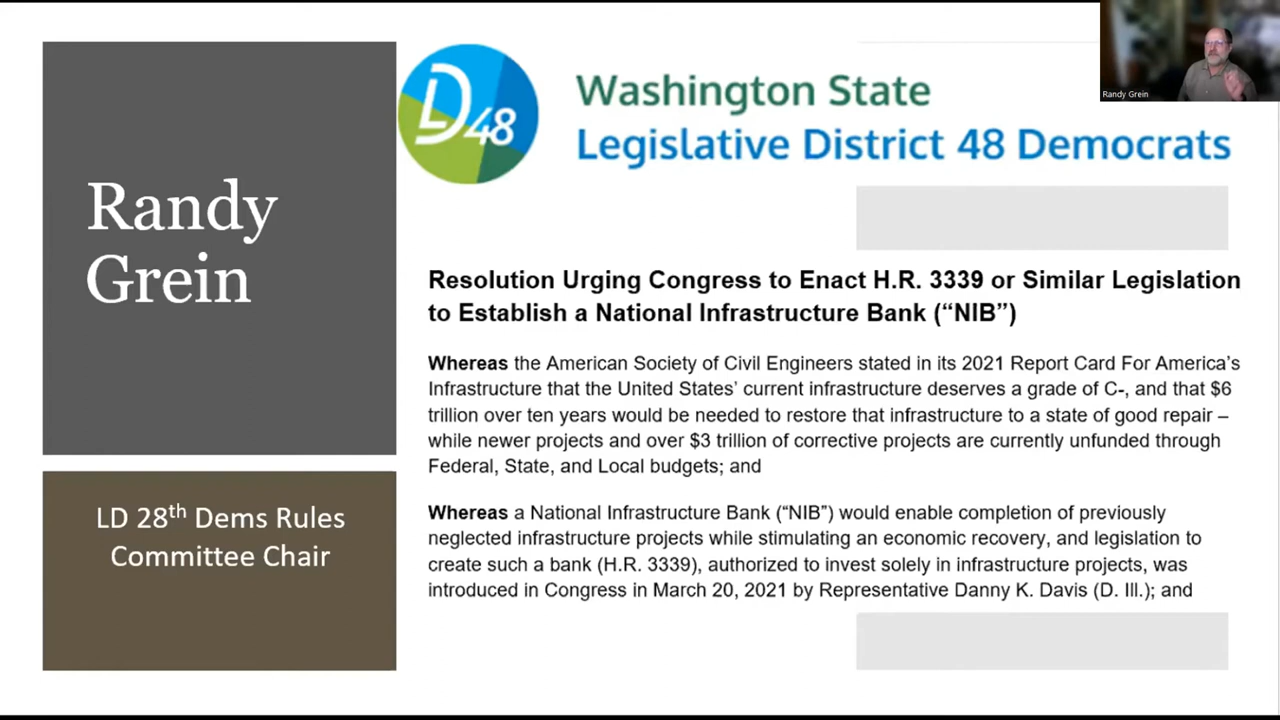 Randy
Grein
LD 28th Dems Rules
Committee Chair
LD48
Washington State
Legislative District 48 Democrats
Randy Grein
Resolution Urging Congress to Enact H.R. 3339 or Similar Legislation
to Establish a National Infrastructure Bank (“NIB”)
Whereas the American Society of Civil Engineers stated in its 2021 Report Card For America’s
Infrastructure that the United States’ current infrastructure deserves a grade of C-, and that $6
trillion over ten years would be needed to restore that infrastructure to a state of good repair –
while newer projects and over $3 trillion of corrective projects are currently unfunded through
Federal, State, and Local budgets; and
Whereas a National Infrastructure Bank (“NIB”) would enable completion of previously
neglected infrastructure projects while stimulating an economic recovery, and legislation to
create such a bank (H.R. 3339), authorized to invest solely in infrastructure projects, was
introduced in Congress in March 20, 2021 by Representative Danny K. Davis (D. Ill.); and